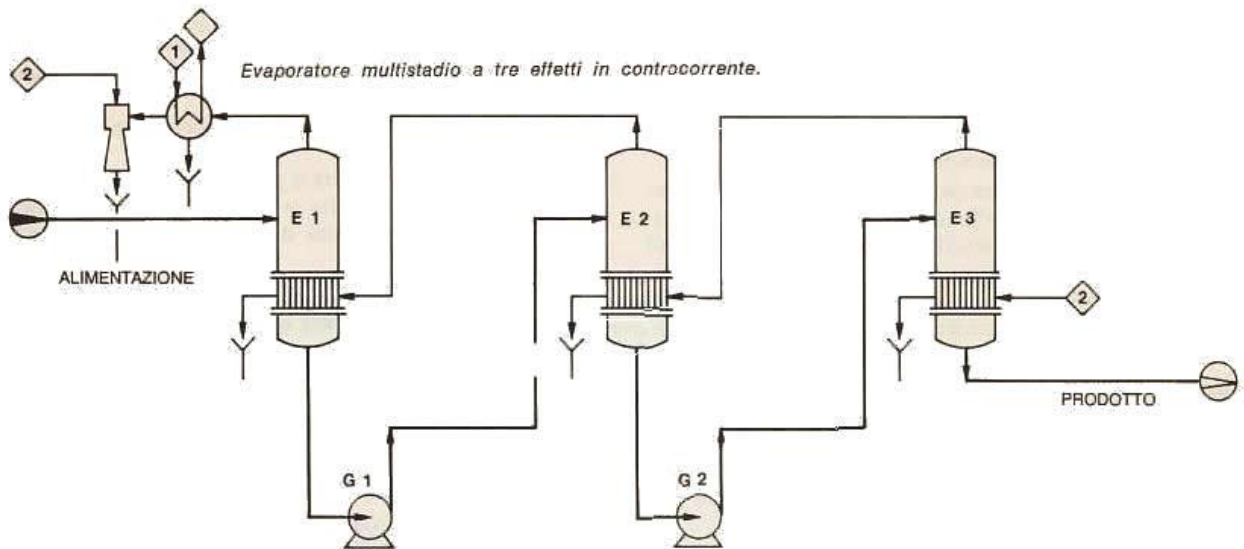 1
2
Evaporatore multistadio a tre effetti in controcorrente.
E 1
E 2
E 3
ALIMENTAZIONE
2
PRODOTTO
G 1
G 2